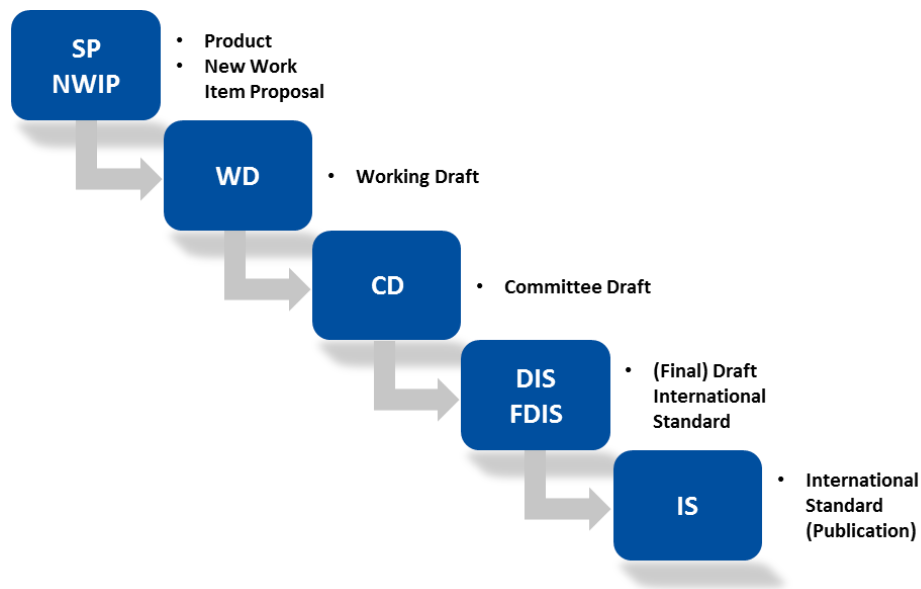 SP
NWIP
• Product
• New Work
Item Proposal
WD
• Working Draft
CD
• Committee Draft
DIS
FDIS
• (Final) Draft
International
Standard
IS
• International
Standard
(Publication)